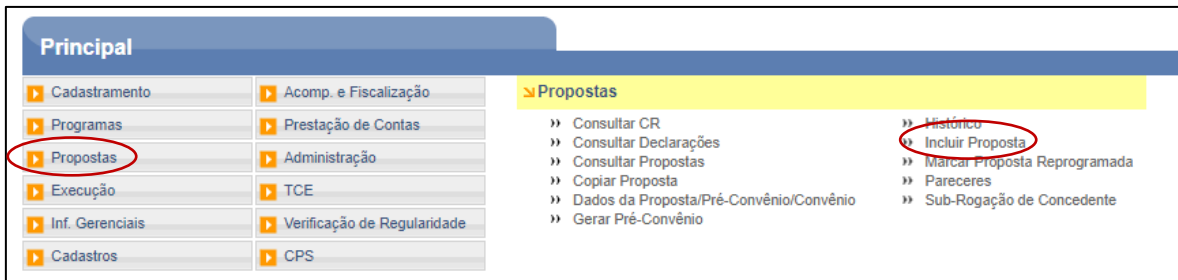 Principal
Cadastramento
Programas
Propostas
Execução
Inf. Gerenciais
Cadastros
Acomp. e Fiscalização
Prestação de Contas
Administração
TCE
Verificação de Regularidade
CPS
Propostas
Consultar CR
Consultar Declarações
Consultar Propostas
Copiar Proposta
Dados da Proposta/Pré-Convênio/Convênio
Gerar Pré-Convênio
Histórico
Incluir Proposta
Marcar Proposta Reprogramada
Pareceres
Sub-Rogação de Concedente